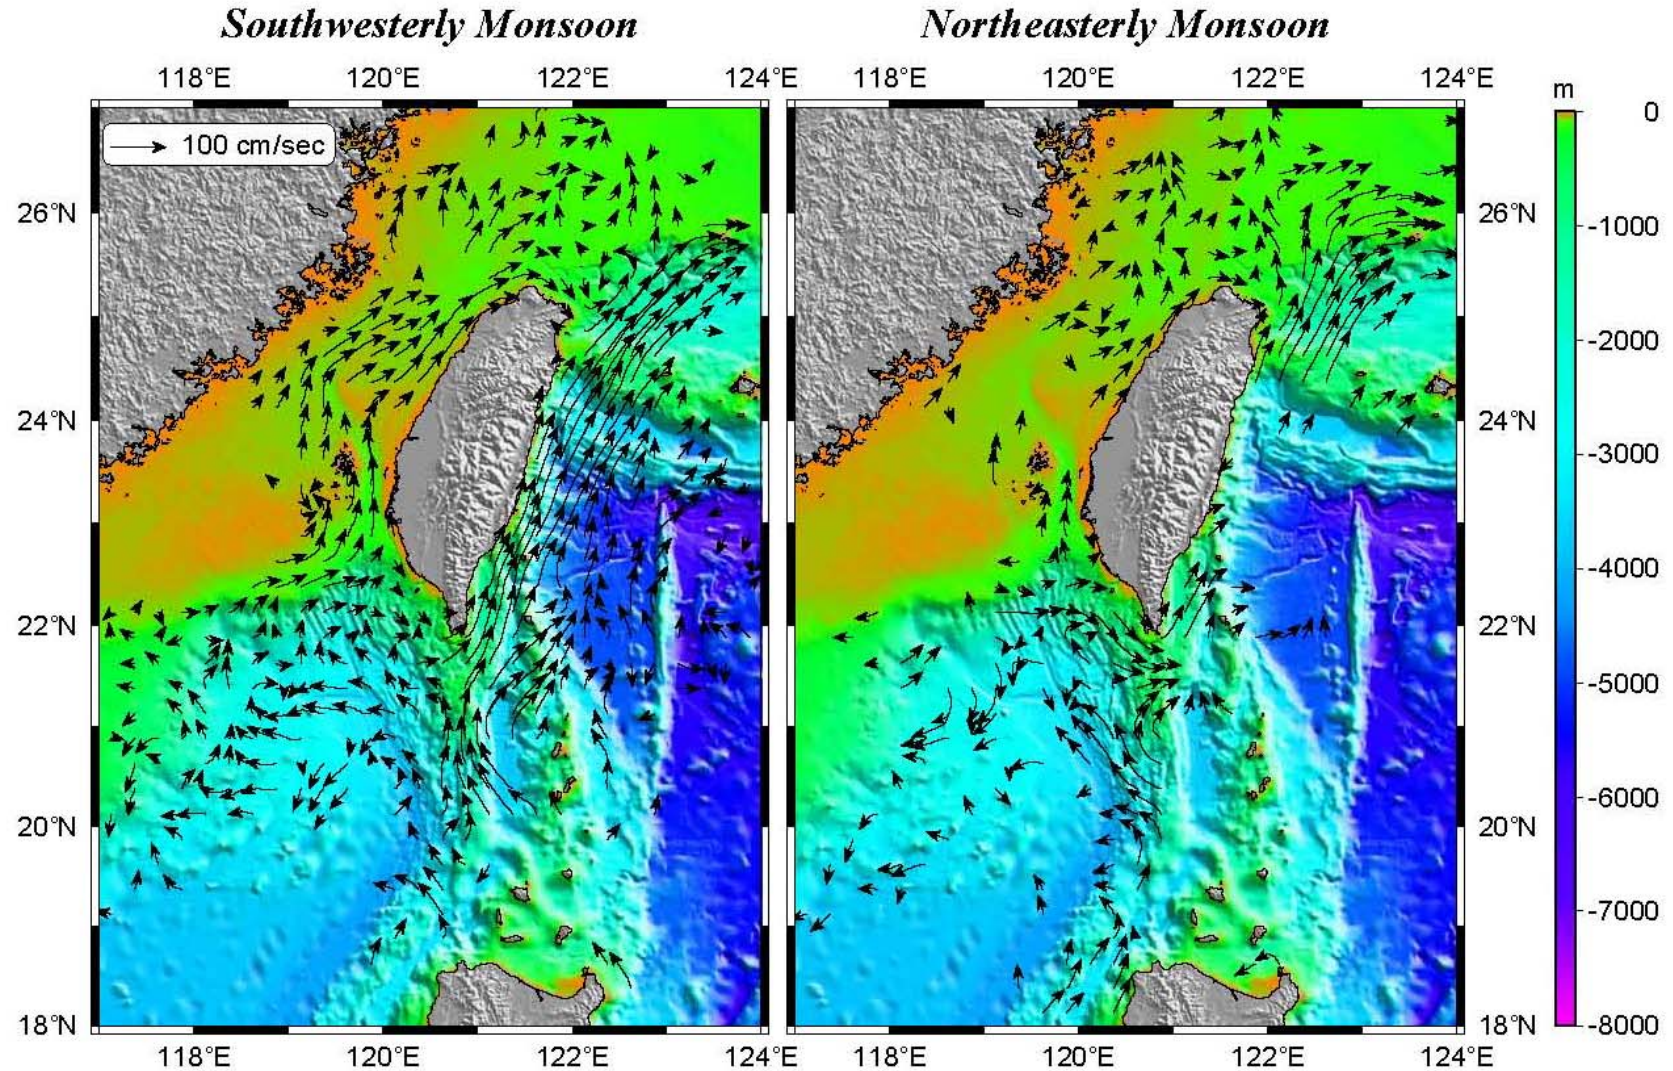 Southwesterly Monsoon
Northeasterly Monsoon
118°E 120°E 122°E 124°E
118°E 120°E 122°E 124°E
m
100 cm/sec
0
-1000
26°N
26°N
-2000
24°N
24°N
-3000
-4000
22°N
22°N
-5000
-6000
20°N
20°N
-7000
18°N
18°N
-8000
118°E 120°E 122°E 124°E
118°E 120°E 122°E 124°E